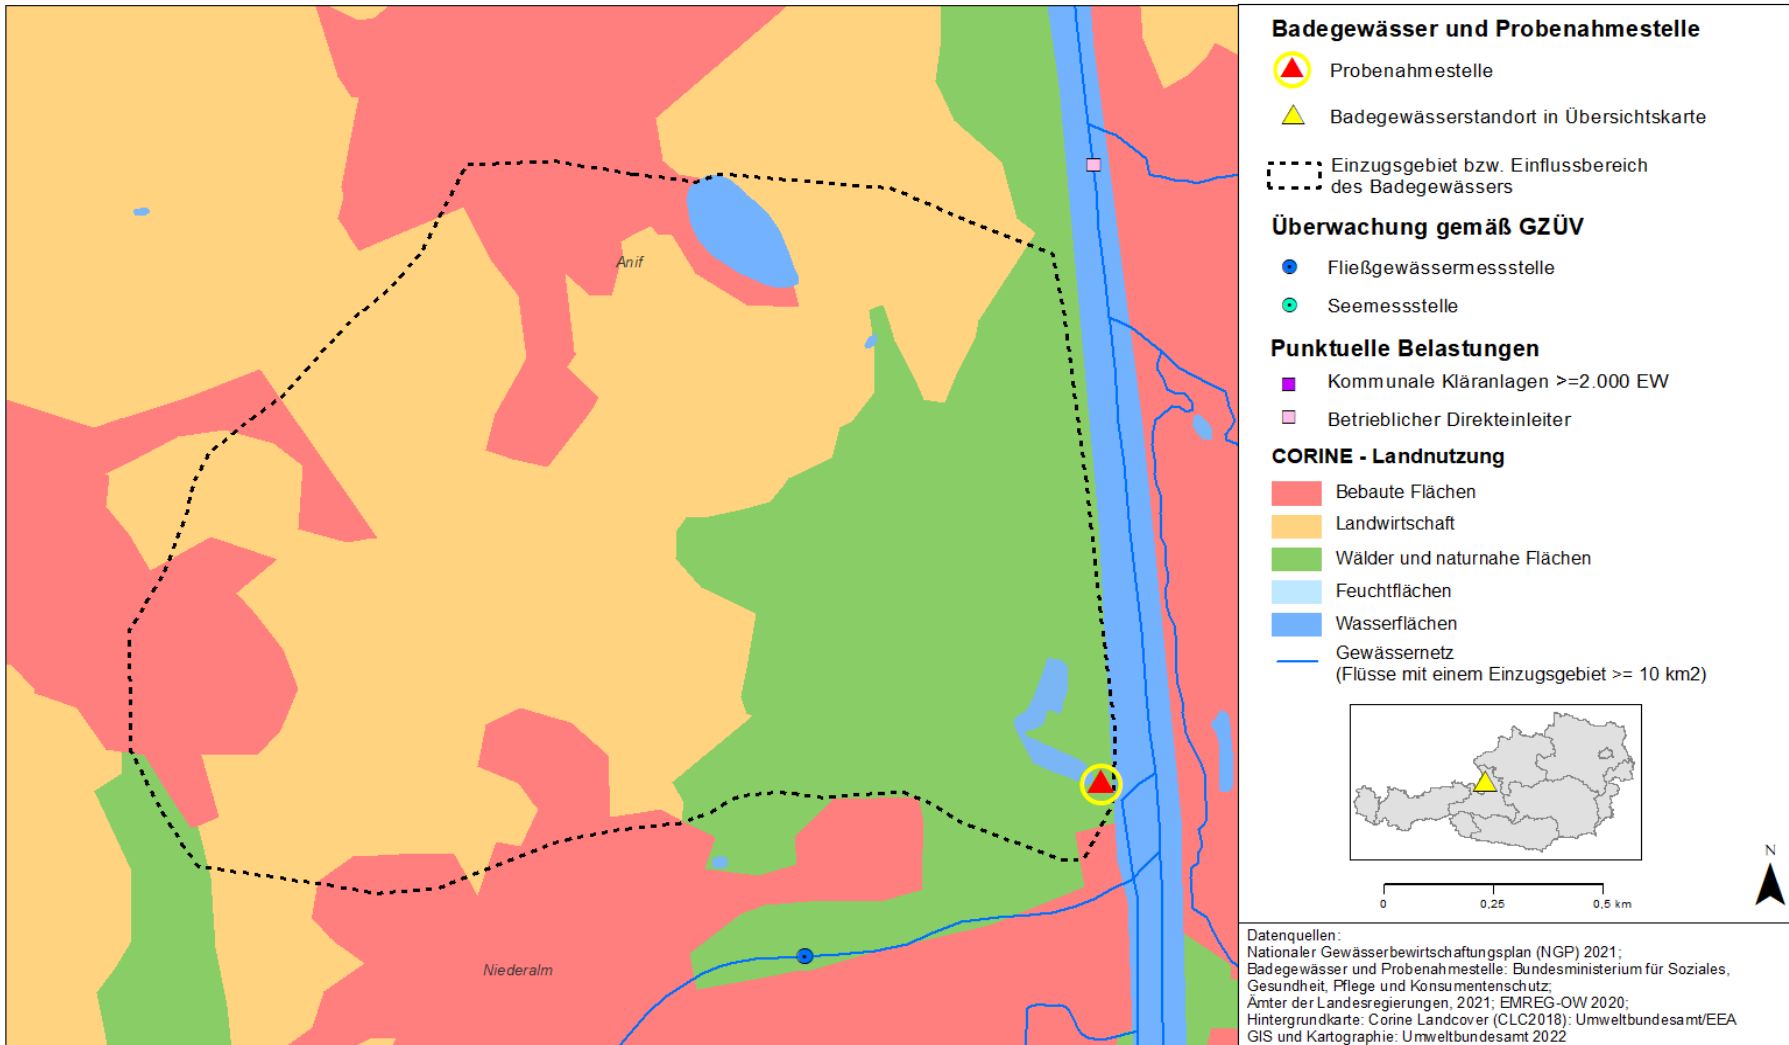 Anif
Niederalm
Badegewässer und Probenahmestelle
Probenahmestelle
Badegewässerstandort in Übersichtskarte
Einzugsgebiet bzw. Einflussbereich
des Badegewässers
Überwachung gemäß GZÜV
Fließgewässermessstelle
Seemessstelle
Punktuelle Belastungen
Kommunale Kläranlagen >=2.000 EW
Betrieblicher Direkteinleiter
CORINE - Landnutzung
Bebaute Flächen
Landwirtschaft
Wälder und naturnahe Flächen
Feuchtflächen
Wasserflächen
Gewässernetz
(Flüsse mit einem Einzugsgebiet >= 10 km2)
N
0 0,25 0,5 km
Datenquellen:
Nationaler Gewässerbewirtschaftungsplan (NGP) 2021;
Badegewässer und Probenahmestelle: Bundesministerium für Soziales,
Gesundheit, Pflege und Konsumentenschutz;
Ämter der Landesregierungen, 2021; EMREG-OW 2020;
Hintergrundkarte: Corine Landcover (CLC2018): Umweltbundesamt/EEA
GIS und Kartographie: Umweltbundesamt 2022